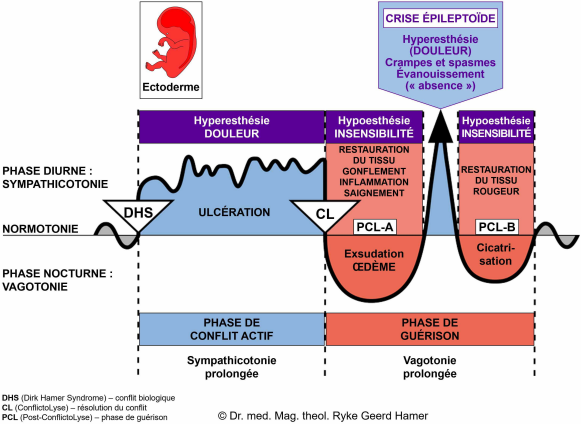 CRISE ÉPILEPTOÏDE
Hyperesthésie
(DOULEUR)
Crampes et spasmes
Évanouissement
(« absence »)
Ectoderme
Hyperesthésie
DOULEUR
Hypoesthésie
INSENSIBILITÉ
Hypoesthésie
INSENSIBILITÉ
RESTAURATION
DU TISSU
GONFLEMENT
INFLAMMATION
SAIGNEMENT
RESTAURATION
DU TISSU
ROUGEUR
PHASE DIURNE :
SYMPATHICOTONIE
DHS
ULCÉRATION
CL
PCL-A
PCL-B
NORMOTONIE
Exsudation
ŒDÈME
Cicatri-
sation
PHASE NOCTURNE :
VAGOTONIE
PHASE DE
CONFLIT ACTIF
PHASE DE
GUÉRISON
Sympathicotonie
prolongée
Vagotonie
prolongée
DHS (Dirk Hamer Syndrome) – conflit biologique
CL (ConflictoLyse) – résolution du conflit
PCL (Post-ConflictoLyse) – phase de guérison
© Dr. med. Mag. theol. Ryke Geerd Hamer